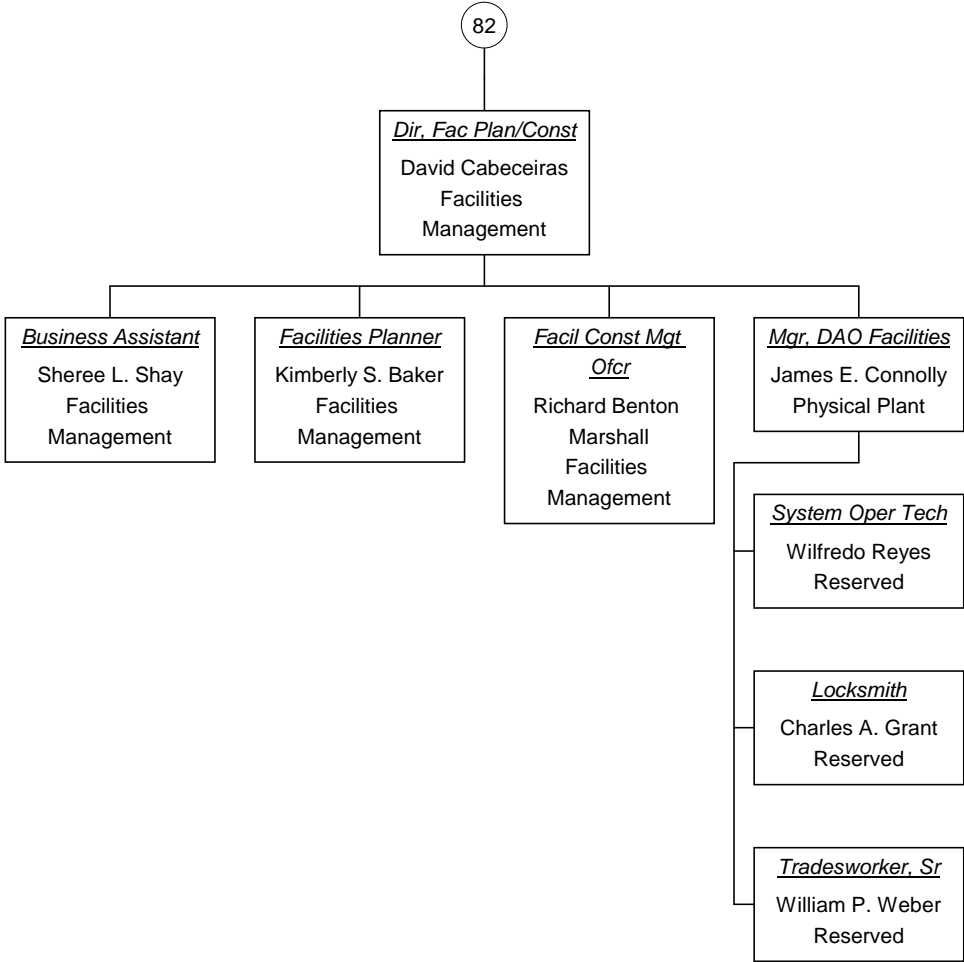 82
Dir, Fac Plan/Const
David Cabeceiras
Facilities
Management
Business Assistant
Sheree L. Shay
Facilities
Management
Facilities Planner
Kimberly S. Baker
Facilities
Management
Facil Const Mgt
Ofcr
Richard Benton
Marshall
Facilities
Management
Mgr, DAO Facilities
James E. Connolly
Physical Plant
System Oper Tech
Wilfredo Reyes
Reserved
Locksmith
Charles A. Grant
Reserved
Tradesworker, Sr
William P. Weber
Reserved